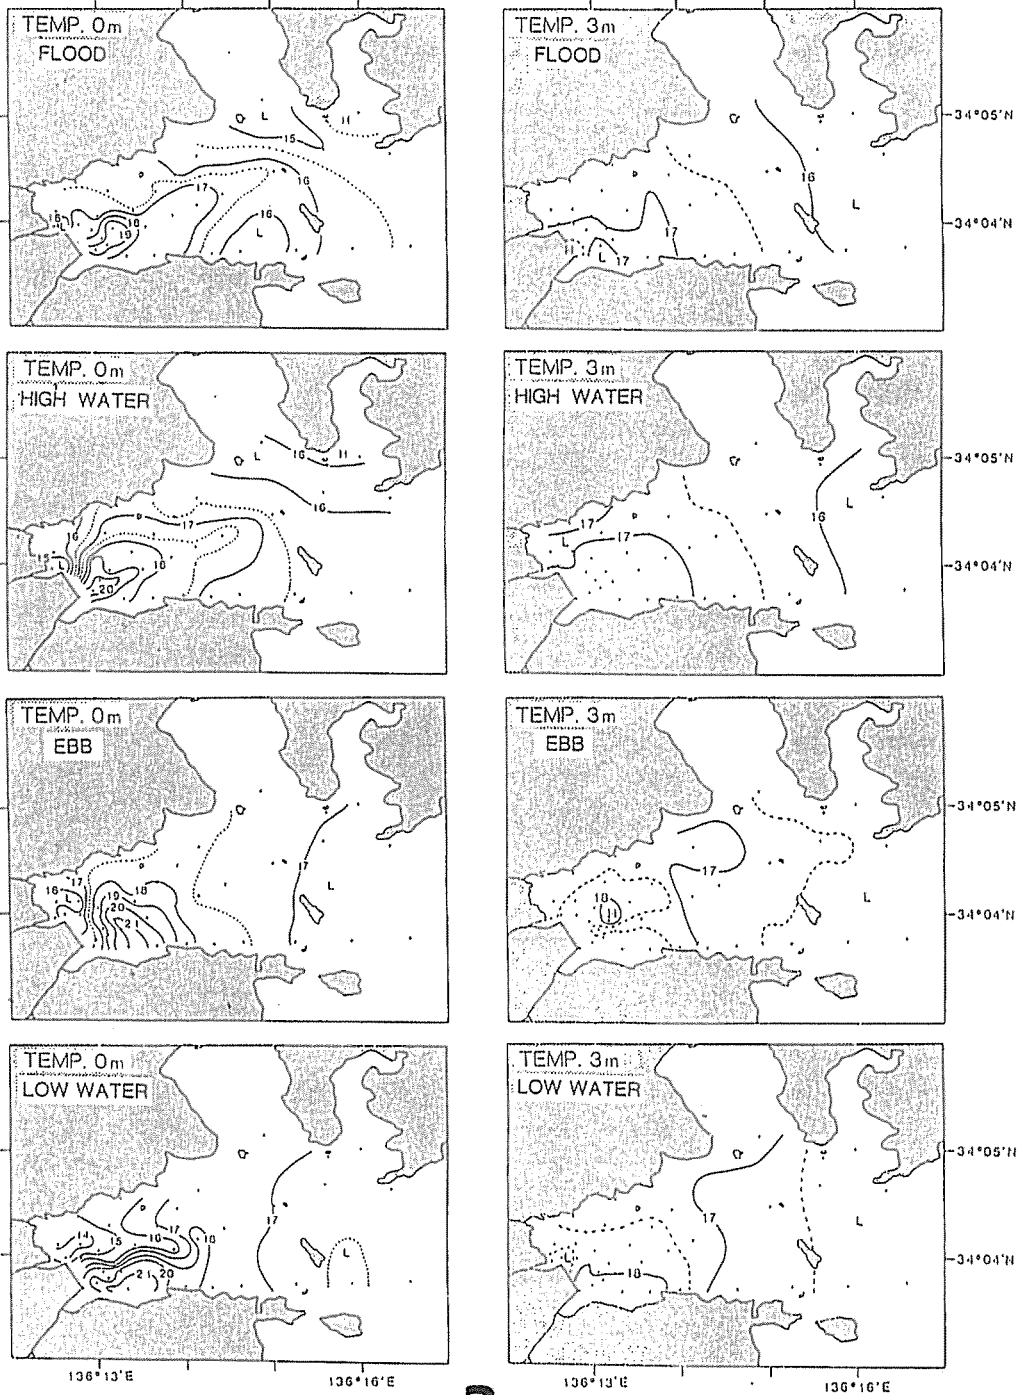 TEMP. 0m
FLOOD
L
H
15
17
16
16
16
L
18
19
L
TEMP. 3m
FLOOD
34°05'N
16
L
34°04'N
17
H
L
17
TEMP. 0m
HIGH WATER
L
16
H
16
16
17
15
L
18
20
TEMP. 3m
HIGH WATER
34°05'N
L
17
16
L
17
34°04'N
TEMP. 0m
EBB
17
17
16
19
18
L
L
20
21
TEMP. 3m
EBB
34°05'N
17
18
L
H
34°04'N
TEMP. 0m
LOW WATER
17
14
15
16
17
18
L
21
20
TEMP. 3m
LOW WATER
34°05'N
17
L
L
34°04'N
18
136°13'E
136°16'E
136°13'E
136°16'E